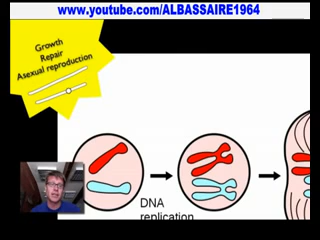 www.youtube.com/ALBASSAIRE1964
Growth
Repair
Asexual reproduction
DNA
replication